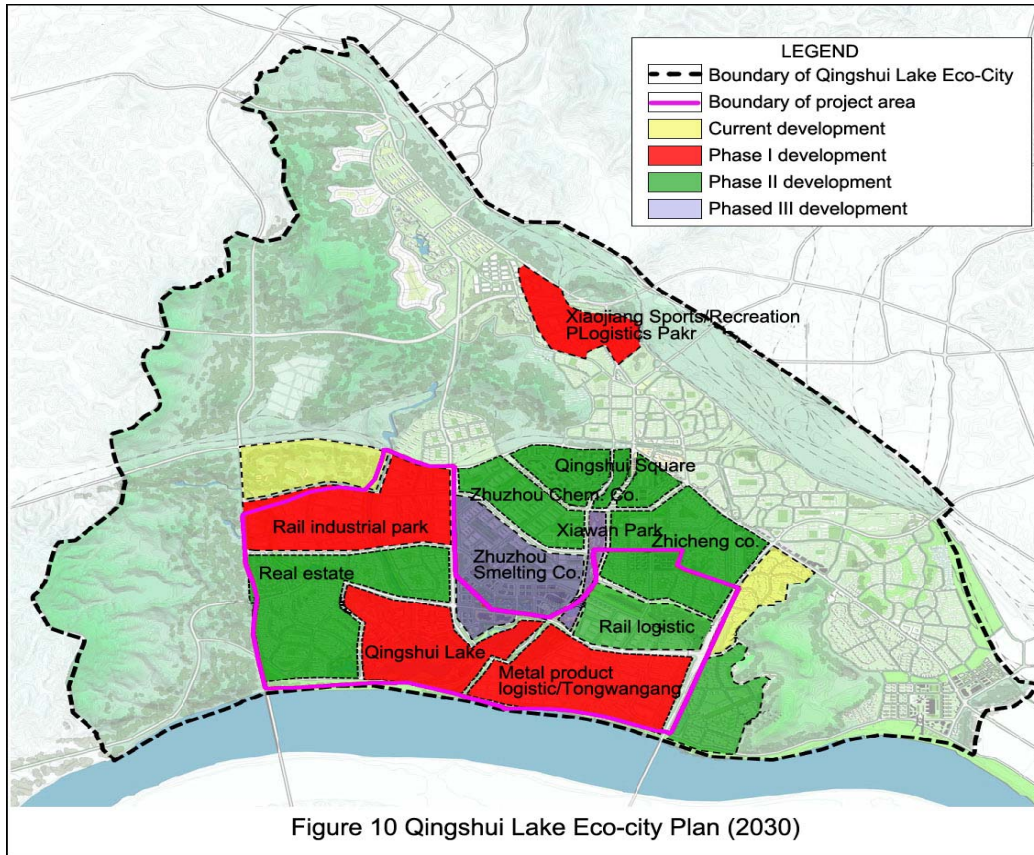 LEGEND
Boundary of Qingshui Lake Eco-City
Boundary of project area
Current development
Phase I development
Phase II development
Phased III development
Xiaojiang Sports/Recreation
PLogistics Pakr
Qingshui Square
Zhuzhou Chem. Co.
Xiawan Park
Zhicheng co.
Rail industrial park
Zhuzhou
Smelting Co.
Real estate
Rail logistic
Qingshui Lake
Metal product
logistic/Tongwangang
Figure 10 Qingshui Lake Eco-city Plan (2030)